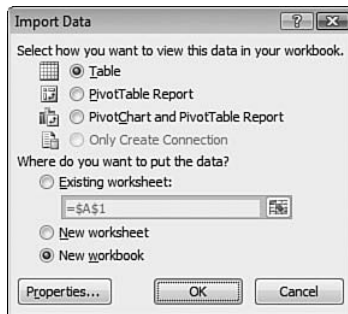 Import Data
Select how you want to view this data in your workbook.
Table
PivotTable Report
PivotChart and PivotTable Report
Only Create Connection
Where do you want to put the data?
Existing worksheet:
=$A$1
New worksheet
New workbook
Properties... OK Cancel